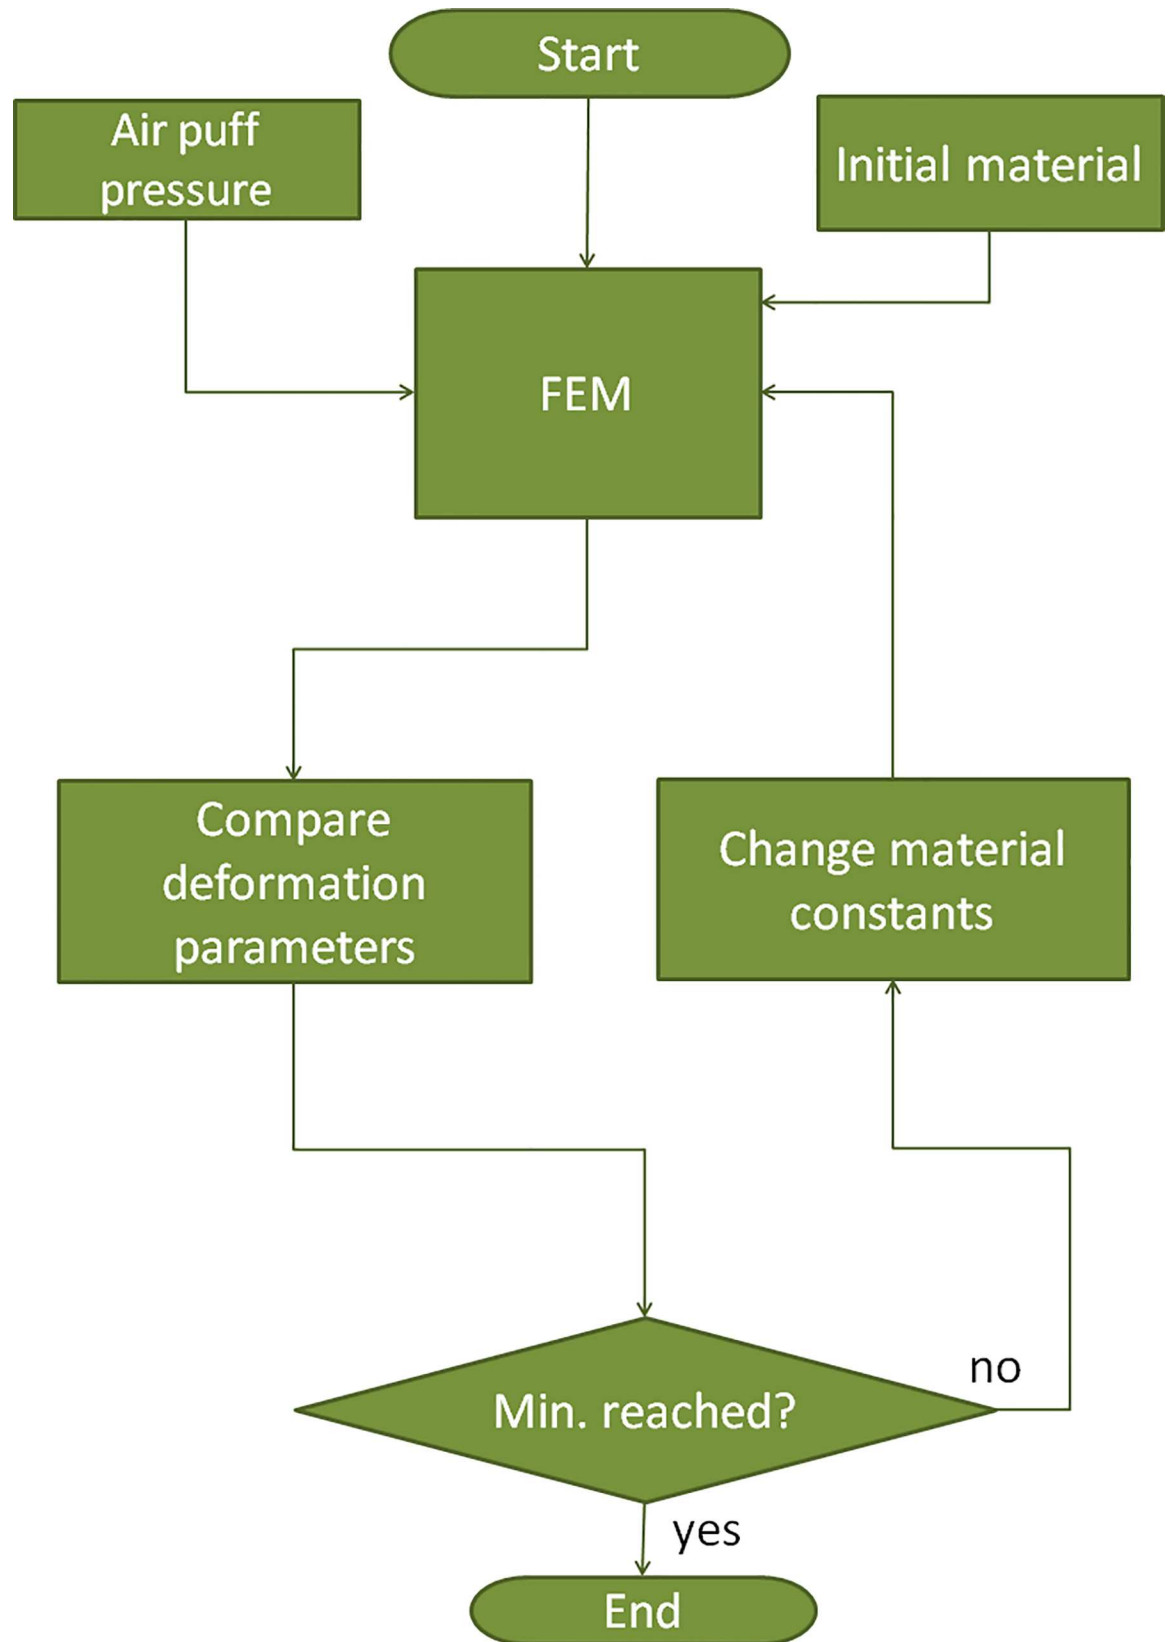 Start
Air puff
pressure
Initial material
FEM
Compare
deformation
parameters
Change material
constants
no
Min. reached?
yes
End